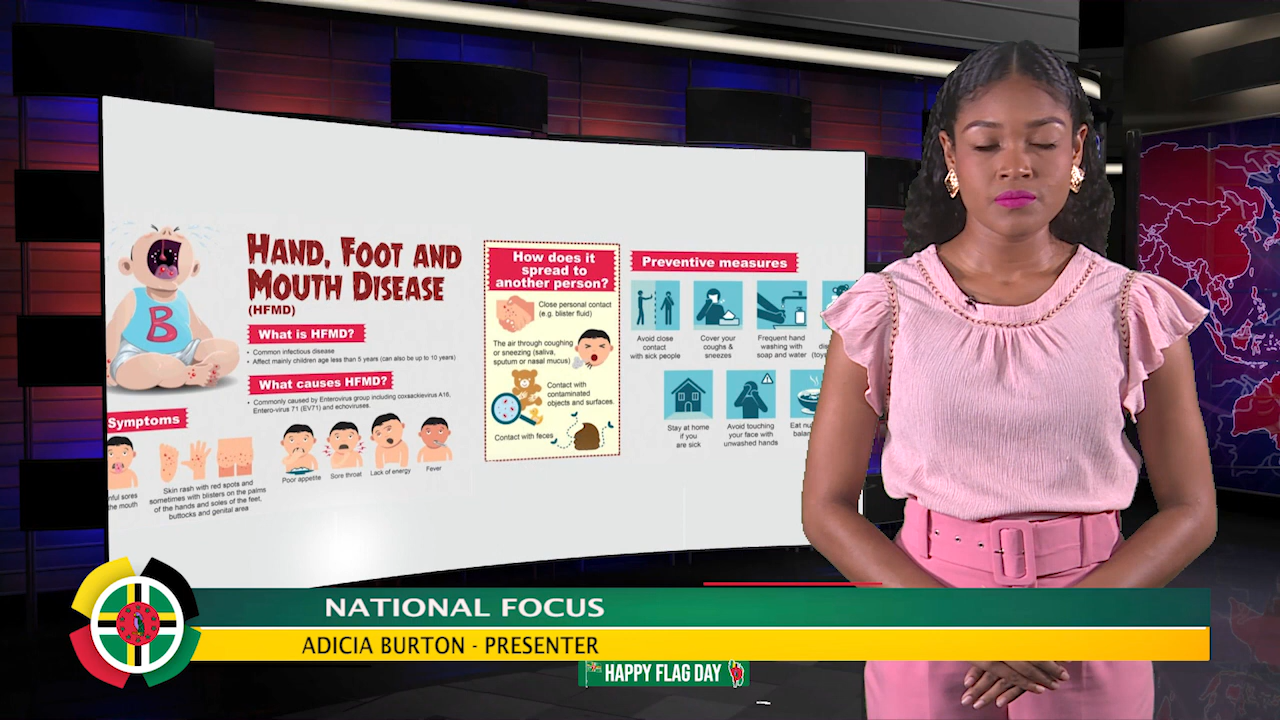 HAND, FOOT AND
MOUTH DISEASE
(HFMD)
What is HFMD?
• Common infectious disease
• Affect mainly children age less than 5 years (can also be up to 10 years)
What causes HFMD?
• Commonly caused by Enterovirus group including coxsackievirus A16,
Entero-virus 71 (EV71) and echoviruses.
B
Symptoms
sores
mouth
Skin rash with red spots and
sometimes with blisters on the palms
of the hands and soles of the feet,
buttocks and genital area
Poor appetite
Sore throat
Lack of energy
Fever
How does it
spread to
another person?
Close personal contact
(e.g. blister fluid)
The air through coughing
or sneezing (saliva,
sputum or nasal mucus)
Contact with
contaminated
objects and surfaces.
Contact with feces
Preventive measures
Avoid close
contact
with sick people
Cover your
coughs &
sneezes
Frequent hand
washing with
soap and water
Stay at home
if you
are sick
Avoid touching
your face with
unwashed hands
Eat
NATIONAL FOCUS
ADICIA BURTON - PRESENTER
HAPPY FLAG DAY